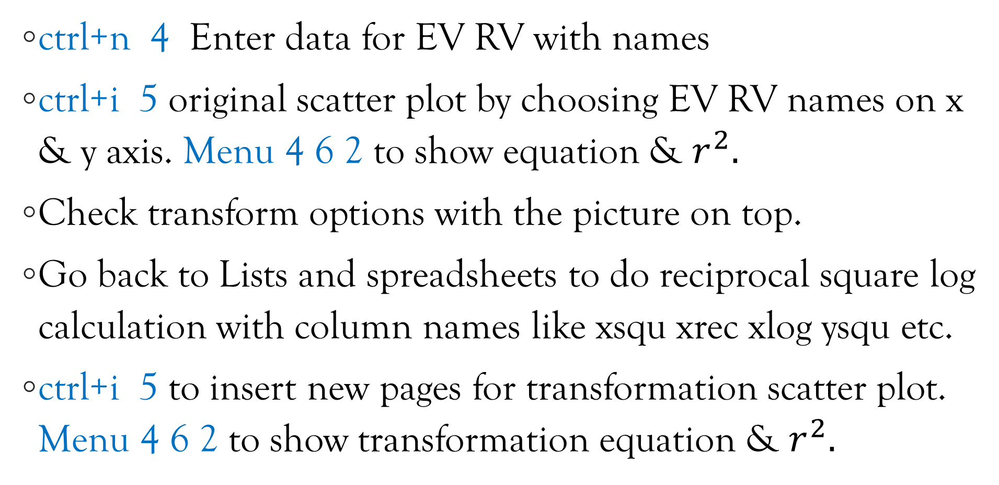 ◦ctrl+n  4  Enter data for EV RV with names
◦ctrl+i  5 original scatter plot by choosing EV RV names on x
& y axis. Menu 4 6 2 to show equation & r².
◦Check transform options with the picture on top.
◦Go back to Lists and spreadsheets to do reciprocal square log
calculation with column names like xsqu xrec xlog ysqu etc.
◦ctrl+i  5 to insert new pages for transformation scatter plot.
Menu 4 6 2 to show transformation equation & r².